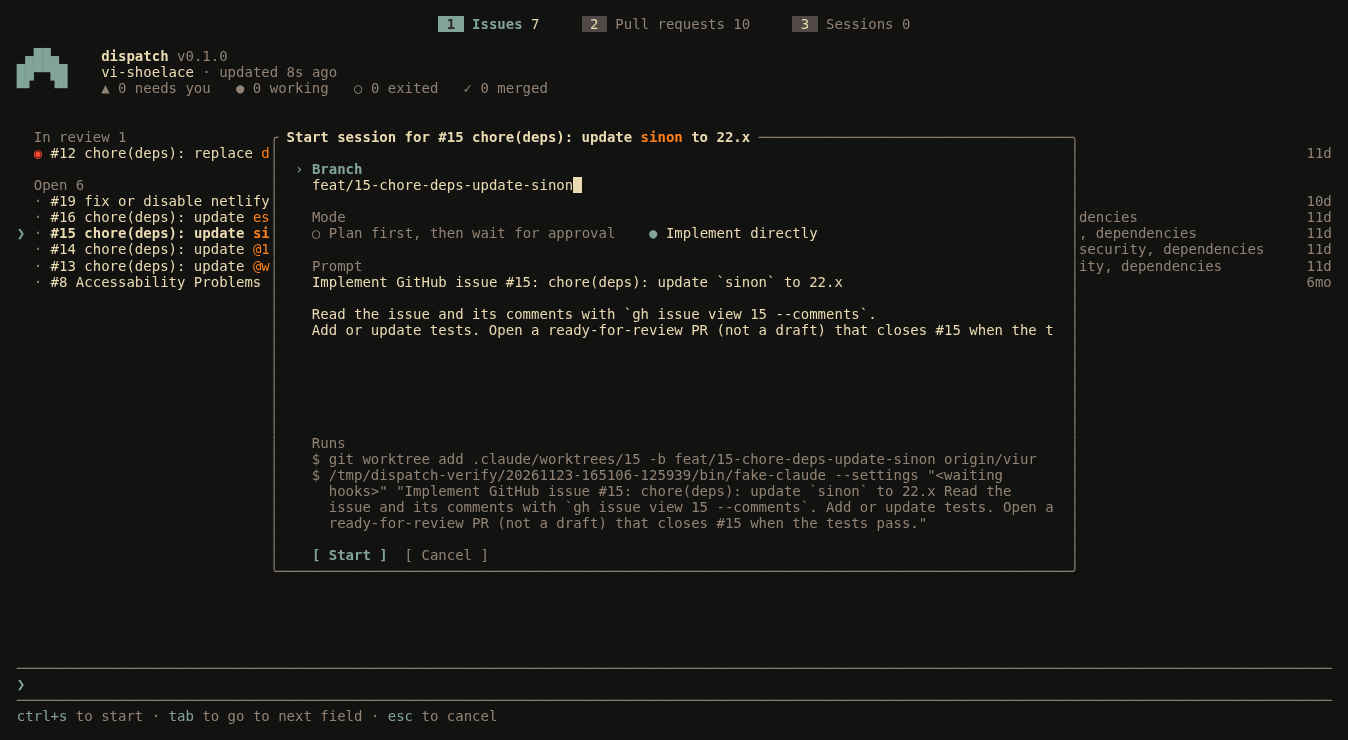 1 Issues 7 2 Pull requests 10 3 Sessions 0
dispatch v0.1.0
vi-shoelace · updated 8s ago
▲ 0 needs you ● 0 working ○ 0 exited ✓ 0 merged
In review 1
◉ #12 chore(deps): replace d 11d
Open 6
· #19 fix or disable netlify 10d
· #16 chore(deps): update es dencies 11d
❯ · #15 chore(deps): update si , dependencies 11d
· #14 chore(deps): update @1 security, dependencies 11d
· #13 chore(deps): update @w ity, dependencies 11d
· #8 Accessability Problems 6mo
Start session for #15 chore(deps): update sinon to 22.x
› Branch
feat/15-chore-deps-update-sinon
Mode
○ Plan first, then wait for approval ● Implement directly
Prompt
Implement GitHub issue #15: chore(deps): update `sinon` to 22.x
Read the issue and its comments with `gh issue view 15 --comments`.
Add or update tests. Open a ready-for-review PR (not a draft) that closes #15 when the t
Runs
$ git worktree add .claude/worktrees/15 -b feat/15-chore-deps-update-sinon origin/viur
$ /tmp/dispatch-verify/20261123-165106-125939/bin/fake-claude --settings "<waiting
hooks>" "Implement GitHub issue #15: chore(deps): update `sinon` to 22.x Read the
issue and its comments with `gh issue view 15 --comments`. Add or update tests. Open a
ready-for-review PR (not a draft) that closes #15 when the tests pass."
[ Start ] [ Cancel ]
❯
ctrl+s to start · tab to go to next field · esc to cancel